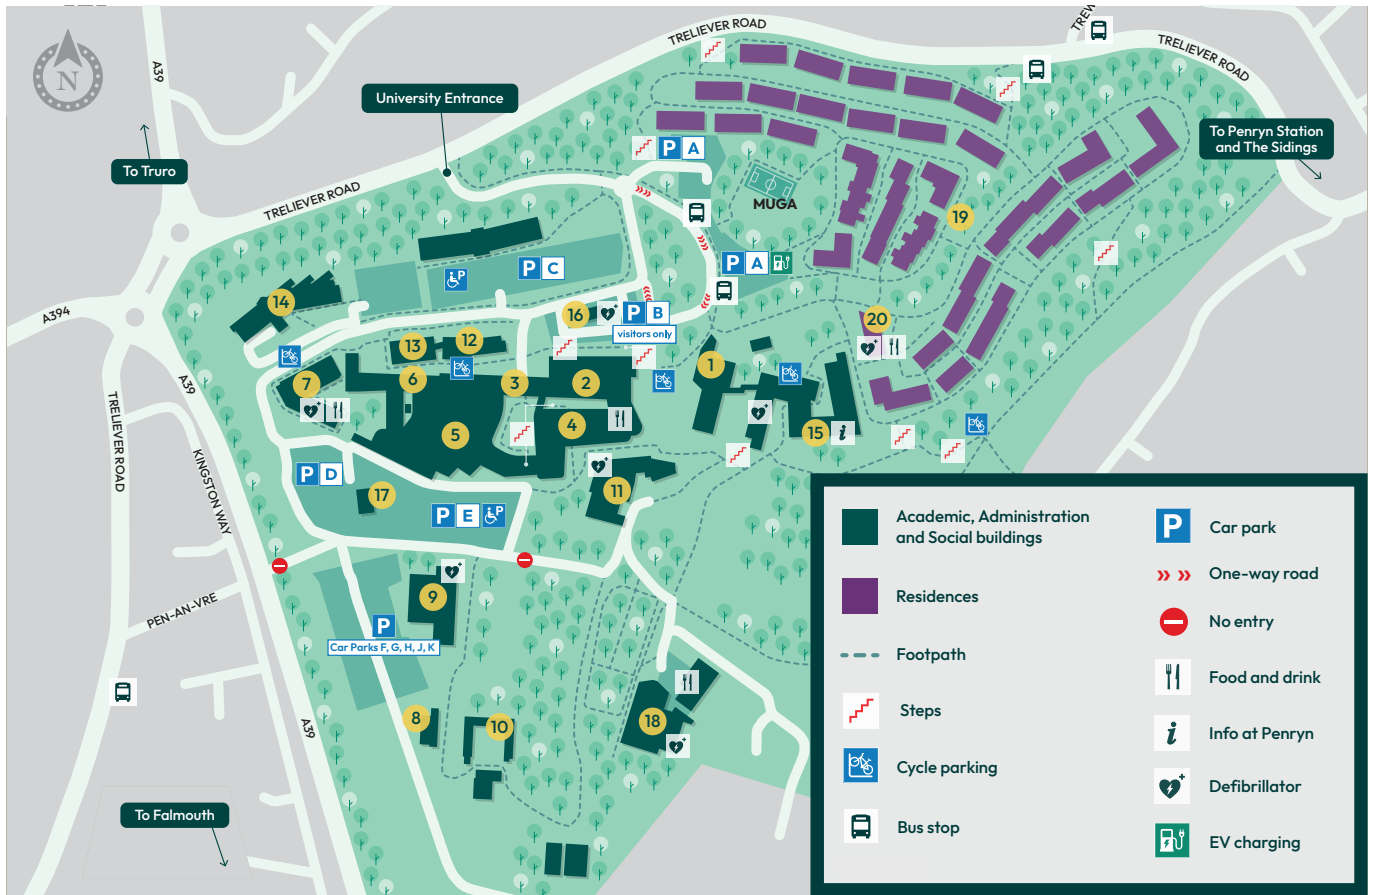 TRELIEVER ROAD
TREW
TRELIEVER ROAD
N
A39
University Entrance
To Penryn Station
and The Sidings
To Truro
P A
TRELIEVER ROAD
MUGA
19
P C
P
P A
14
A394
16
P B
visitors only
20
13
12
1
7
6
3
2
A39
4
5
15
i
TRELIEVER ROAD
KINGSTON WAY
P D
17
11
P E
P
9
PEN-AN-VRE
P
Car Parks F, G, H, J, K
8
10
18
A39
To Falmouth
Academic, Administration
and Social buildings
Residences
Footpath
Steps
Cycle parking
Bus stop
P
Car park
One-way road
No entry
Food and drink
i
Info at Penryn
Defibrillator
EV charging